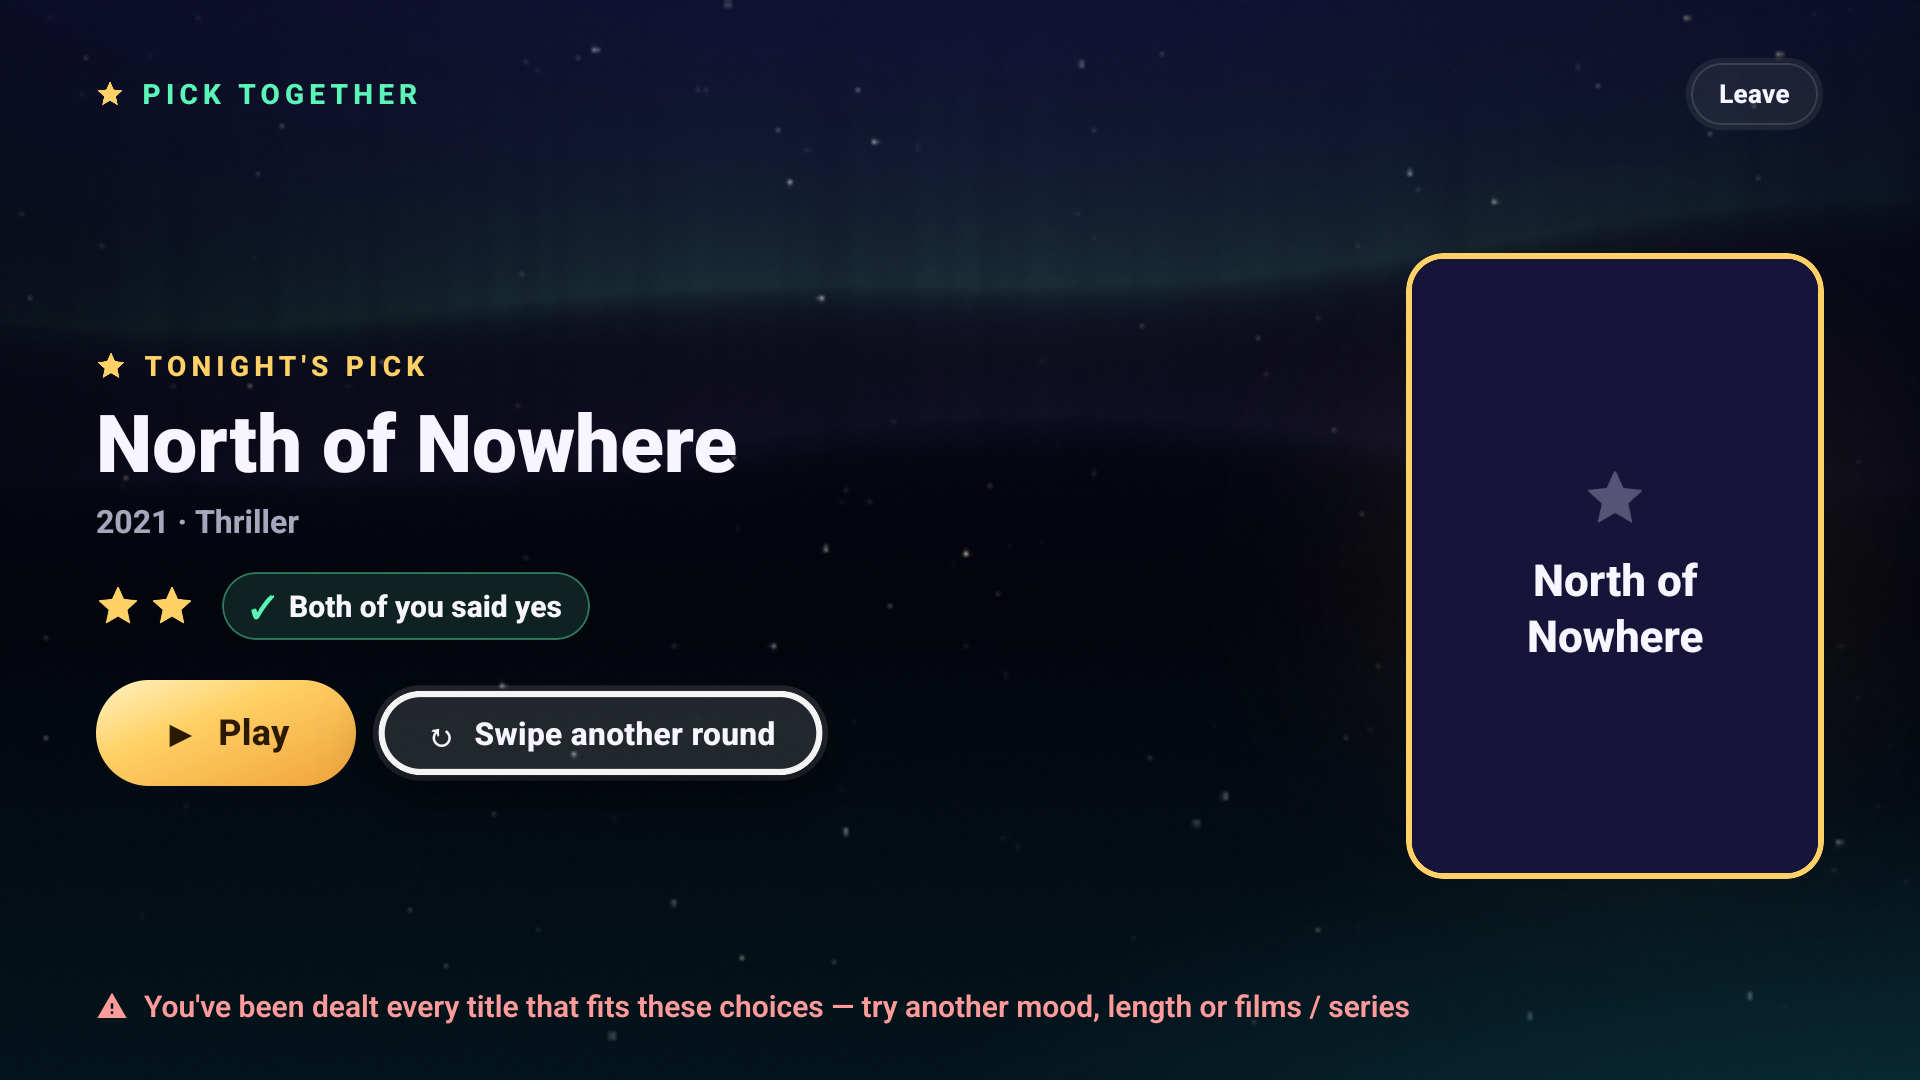 PICK TOGETHER
Leave
TONIGHT'S PICK
North of Nowhere
2021 · Thriller
✓ Both of you said yes
▶ Play
↻ Swipe another round
North of
Nowhere
You've been dealt every title that fits these choices — try another mood, length or films / series